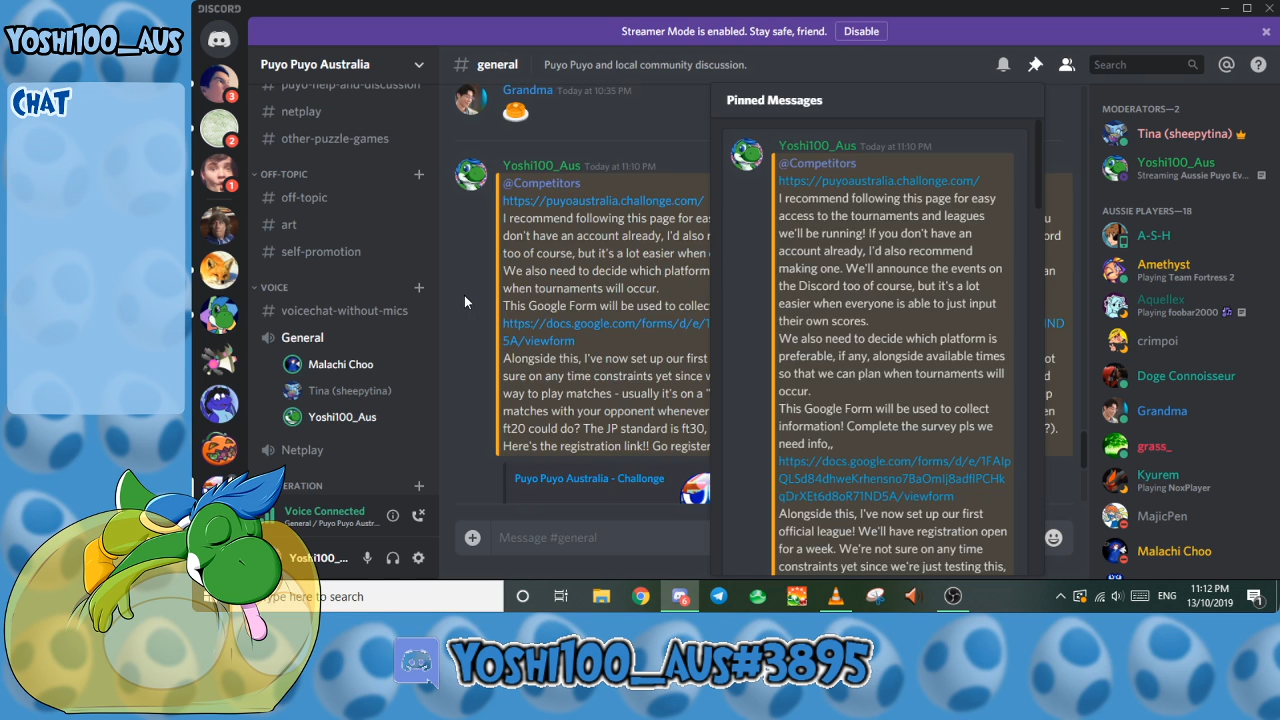 Yoshi100_Aus
Chat
DISCORD
Streamer Mode is enabled. Stay safe, friend.
Disable
Puyo Puyo Australia
general
Puyo Puyo and local community discussion.
Search
puyo-help-and-discussion
netplay
other-puzzle-games
OFF-TOPIC
off-topic
art
self-promotion
VOICE
voicechat-without-mics
General
Malachi Choo
Tina (sheepytina)
Yoshi100_Aus
Netplay
Voice Connected
General / Puyo Puyo Austr...
Yoshi100_...
3
2
1
Grandma Today at 10:35 PM
Yoshi100_Aus Today at 11:10 PM
@Competitors
https://puyoaustralia.challonge.com/
I recommend following this page for eas
don't have an account already, I'd also r
too of course, but it's a lot easier when
We also need to decide which platform
when tournaments will occur.
This Google Form will be used to collec
https://docs.google.com/forms/d/e/1
5A/viewform
Alongside this, I've now set up our first
sure on any time constraints yet since w
way to play matches - usually it's on a "
matches with your opponent whenever
ft20 could do? The JP standard is ft30,
Here's the registration link!! Go register
Puyo Puyo Australia - Challonge
Message #general
Pinned Messages
Yoshi100_Aus Today at 11:10 PM
@Competitors
https://puyoaustralia.challonge.com/
I recommend following this page for easy
access to the tournaments and leagues
we'll be running! If you don't have an
account already, I'd also recommend
making one. We'll announce the events on
the Discord too of course, but it's a lot
easier when everyone is able to just input
their own scores.
We also need to decide which platform is
preferable, if any, alongside available times
so that we can plan when tournaments will
occur.
This Google Form will be used to collect
information! Complete the survey pls we
need info,,
https://docs.google.com/forms/d/e/1FAIp
Alongside this, I've now set up our first
official league! We'll have registration open
for a week. We're not sure on any time
constraints yet since we're just testing this,
MODERATORS—2
Tina (sheepytina)
Yoshi100_Aus
Streaming Aussie Puyo Ev...
AUSSIE PLAYERS—18
A-S-H
Amethyst
Playing Team Fortress 2
Aquellex
Playing foobar2000
crimpoi
Doge Connoisseur
Grandma
grass_
Kyurem
Playing NoxPlayer
MajicPen
Malachi Choo
here to search
ENG
11:12 PM
13/10/2019
Yoshi100_Aus#3895